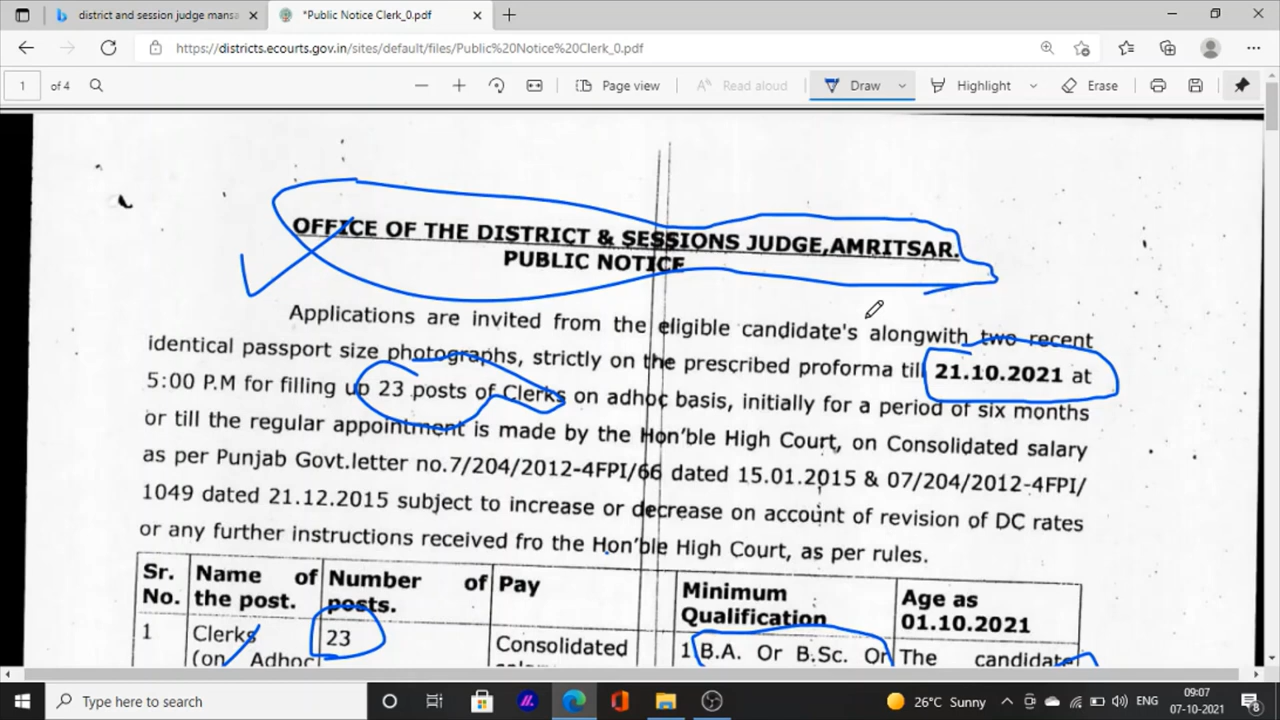 district and session judge mansa
*Public Notice Clerk_0.pdf
https://districts.ecourts.gov.in/sites/default/files/Public%20Notice%20Clerk_0.pdf
1 of 4 Page view Read aloud Draw Highlight Erase
OFFICE OF THE DISTRICT & SESSIONS JUDGE,AMRITSAR.
PUBLIC NOTICE
Applications are invited from the eligible candidate's alongwith two recent
identical passport size photographs, strictly on the prescribed proforma till 21.10.2021 at
5:00 P.M for filling up 23 posts of Clerks on adhoc basis, initially for a period of six months
or till the regular appointment is made by the Hon'ble High Court, on Consolidated salary
as per Punjab Govt.letter no.7/204/2012-4FPI/66 dated 15.01.2015 & 07/204/2012-4FPI/
1049 dated 21.12.2015 subject to increase or decrease on account of revision of DC rates
or any further instructions received fro the Hon'ble High Court, as per rules.
Sr. Name of Number of Pay Minimum Age as
No. the post. posts. Qualification 01.10.2021
1 Clerks 23 Consolidated 1 B.A. Or B.Sc. Or The candidate
(on Adhoc
Type here to search
26°C Sunny ENG 09:07
07-10-2021 8